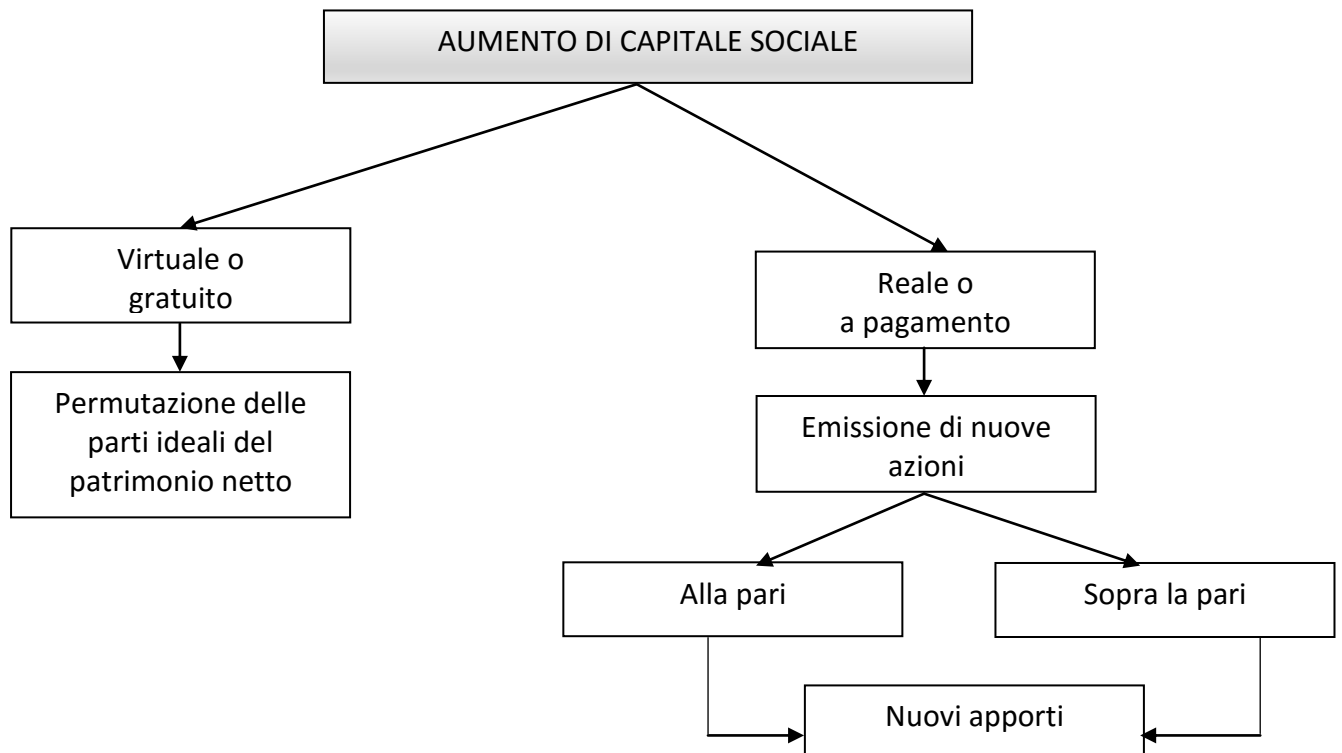 AUMENTO DI CAPITALE SOCIALE
Virtuale o
gratuito
Reale o
a pagamento
Permutazione delle
parti ideali del
patrimonio netto
Emissione di nuove
azioni
Alla pari
Sopra la pari
Nuovi apporti